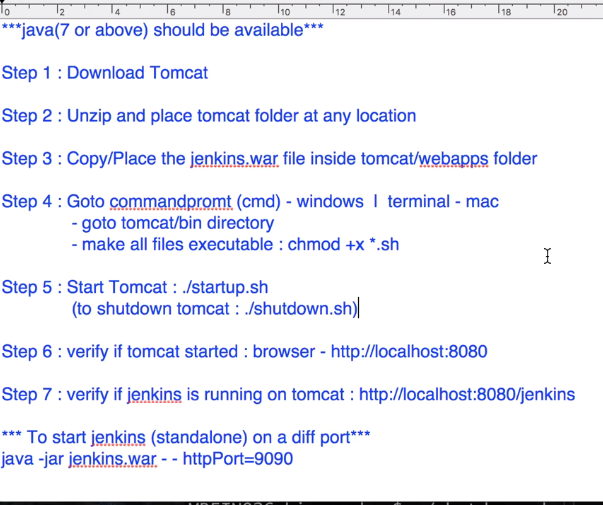 0 2 4 6 8 10 12 14 16 18 20
***java(7 or above) should be available***
Step 1 : Download Tomcat
Step 2 : Unzip and place tomcat folder at any location
Step 3 : Copy/Place the jenkins.war file inside tomcat/webapps folder
Step 4 : Goto commandpromt (cmd) - windows | terminal - mac
- goto tomcat/bin directory
- make all files executable : chmod +x *.sh
Step 5 : Start Tomcat : ./startup.sh
(to shutdown tomcat : ./shutdown.sh)
Step 6 : verify if tomcat started : browser - http://localhost:8080
Step 7 : verify if jenkins is running on tomcat : http://localhost:8080/jenkins
*** To start jenkins (standalone) on a diff port***
java -jar jenkins.war - - httpPort=9090